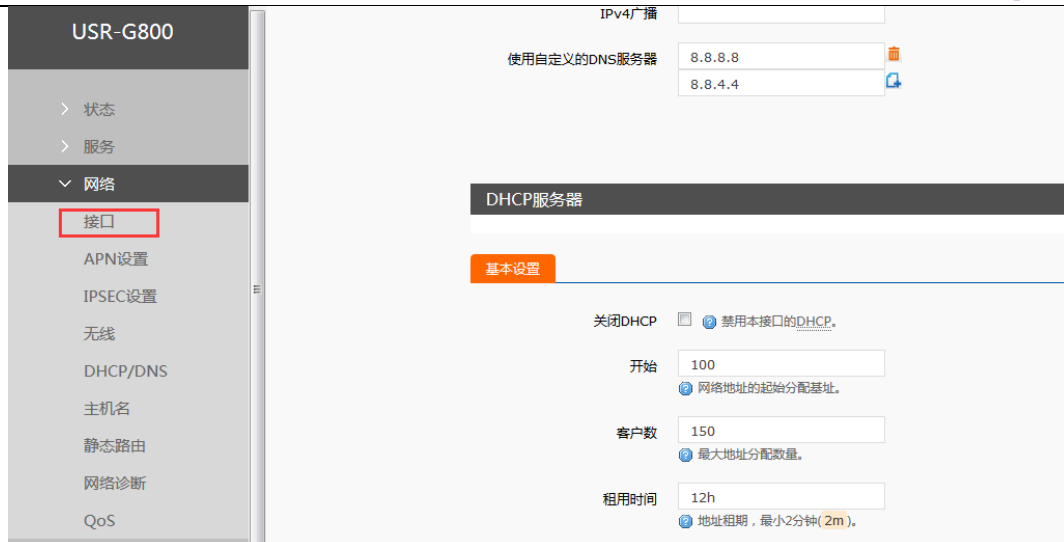 USR-G800
状态
服务
网络
接口
APN设置
IPSEC设置
无线
DHCP/DNS
主机名
静态路由
网络诊断
QoS
IPv4广播
使用自定义的DNS服务器 8.8.8.8
8.8.4.4
DHCP服务器
基本设置
关闭DHCP 禁用本接口的DHCP。
开始 100
网络地址的起始分配基址。
客户数 150
最大地址分配数量。
租用时间 12h
地址租期，最小2分钟(2m)。